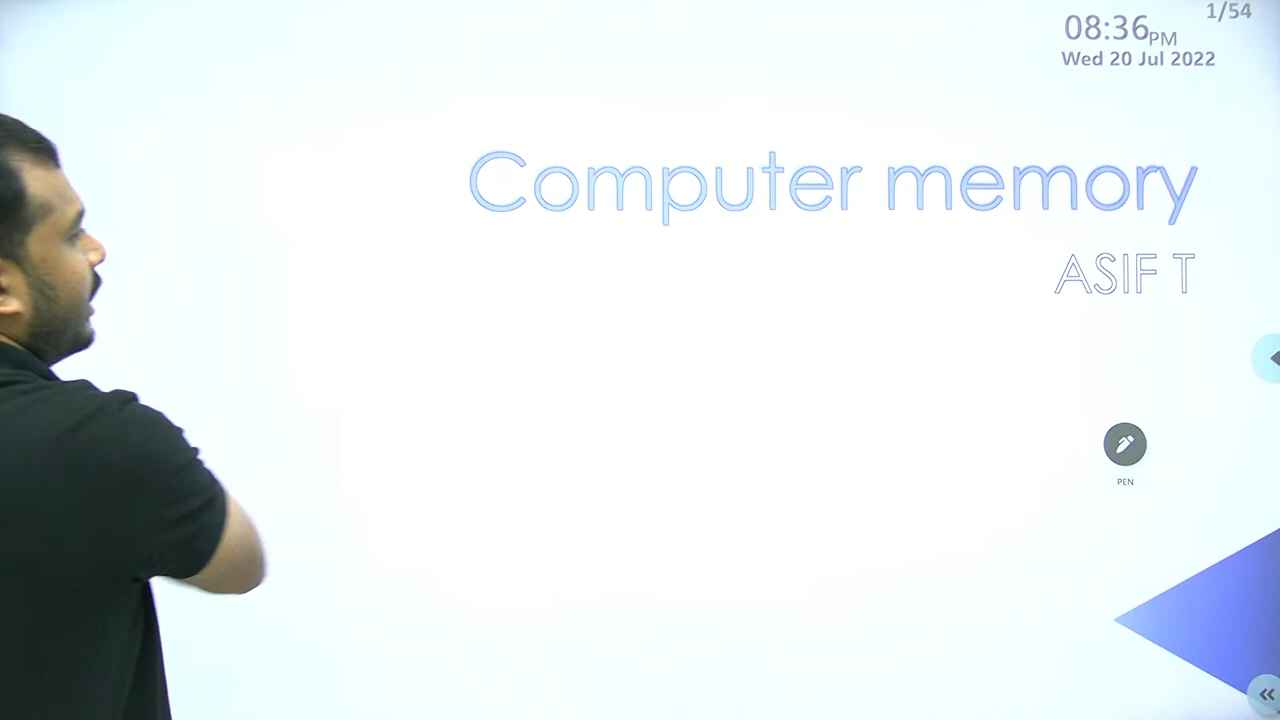 1/54
08:36PM
Wed 20 Jul 2022
Computer memory
ASIF T
PEN